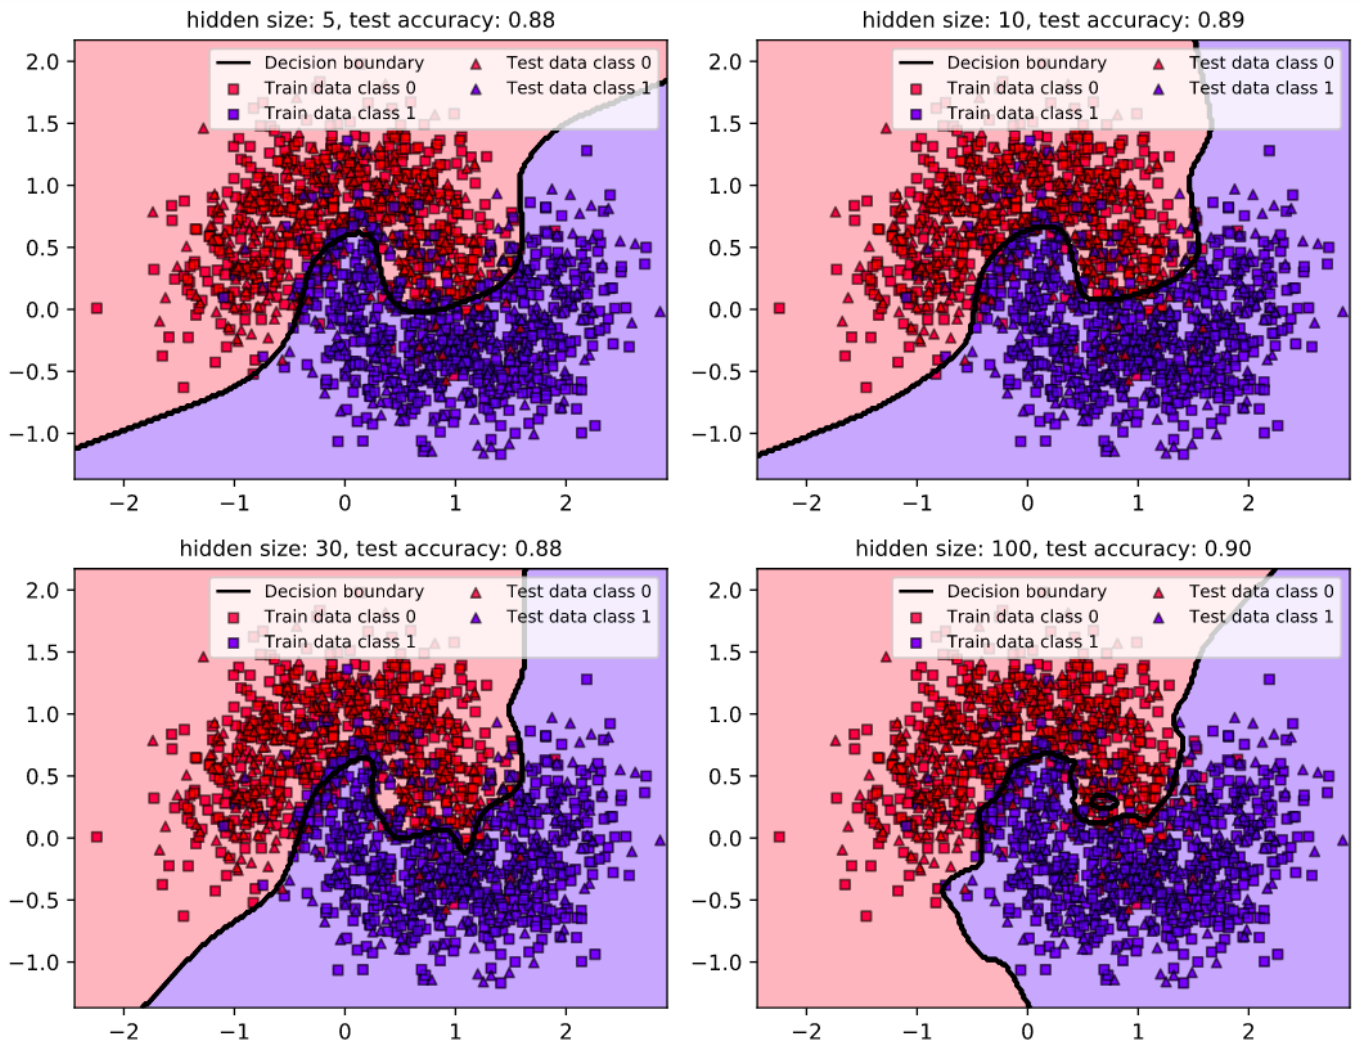 hidden size: 5, test accuracy: 0.88
Decision boundary
Train data class 0
Train data class 1
Test data class 0
Test data class 1
2.0
1.5
1.0
0.5
0.0
−0.5
−1.0
−2 −1 0 1 2
hidden size: 10, test accuracy: 0.89
Decision boundary
Train data class 0
Train data class 1
Test data class 0
Test data class 1
2.0
1.5
1.0
0.5
0.0
−0.5
−1.0
−2 −1 0 1 2
hidden size: 30, test accuracy: 0.88
Decision boundary
Train data class 0
Train data class 1
Test data class 0
Test data class 1
2.0
1.5
1.0
0.5
0.0
−0.5
−1.0
−2 −1 0 1 2
hidden size: 100, test accuracy: 0.90
Decision boundary
Train data class 0
Train data class 1
Test data class 0
Test data class 1
2.0
1.5
1.0
0.5
0.0
−0.5
−1.0
−2 −1 0 1 2